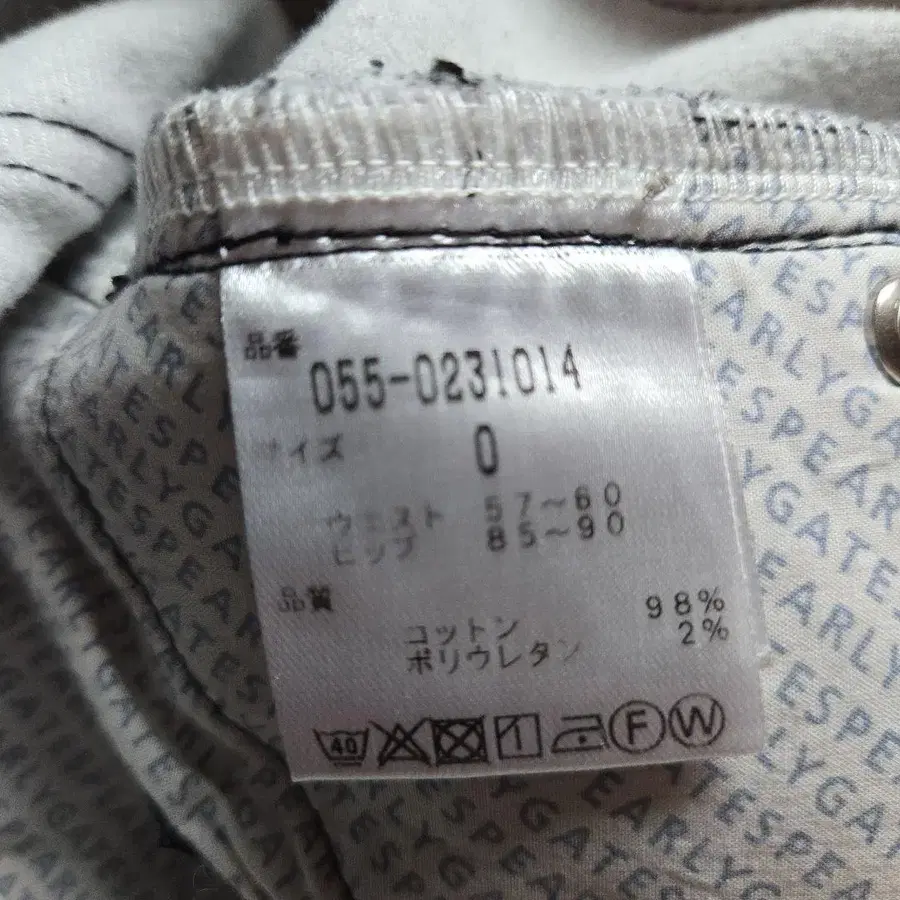 品番
055-0231014
サイズ 0
ウエスト 57～60
ヒップ 85～90
品質
コットン 98%
ポリウレタン 2%
40 F W
PEARLY GATES